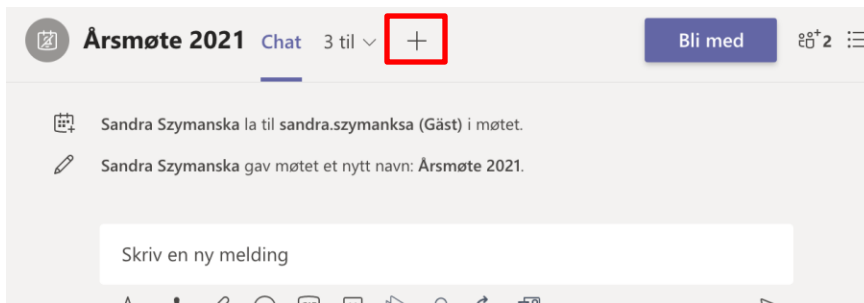 Årsmøte 2021 Chat 3 til Bli med 2
Sandra Szymanska la til sandra.szymanksa (Gäst) i møtet.
Sandra Szymanska gav møtet et nytt navn: Årsmøte 2021.
Skriv en ny melding